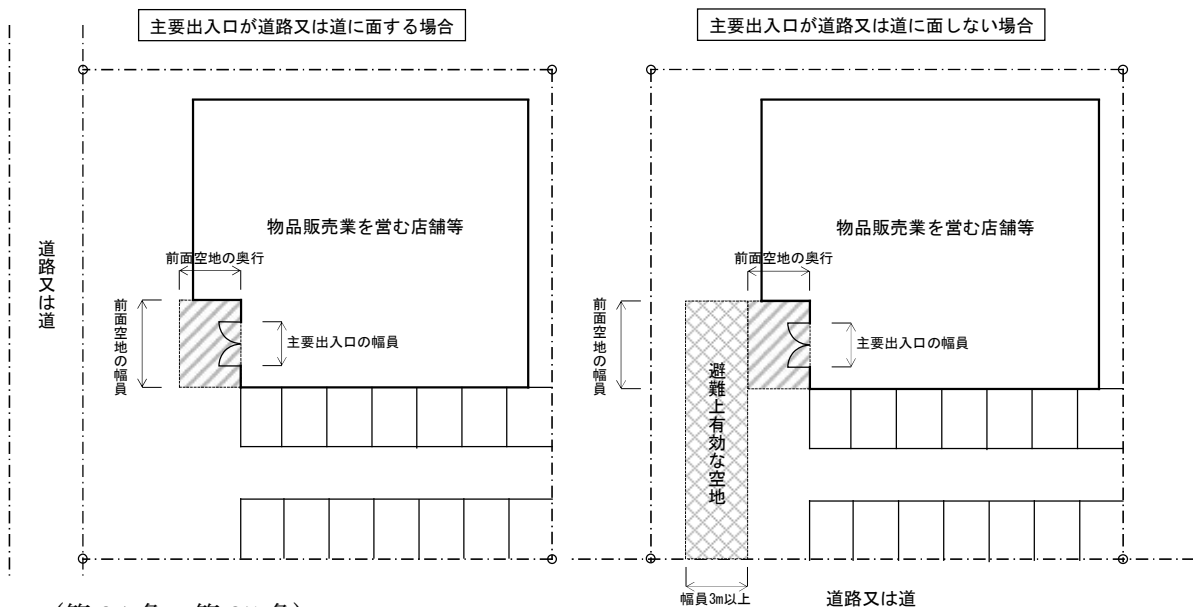 主要出入口が道路又は道に面する場合
道路又は道
物品販売業を営む店舗等
前面空地の奥行
前面空地の幅員
主要出入口の幅員
主要出入口が道路又は道に面しない場合
物品販売業を営む店舗等
前面空地の奥行
前面空地の幅員
主要出入口の幅員
避難上有効な空地
幅員3m以上
道路又は道